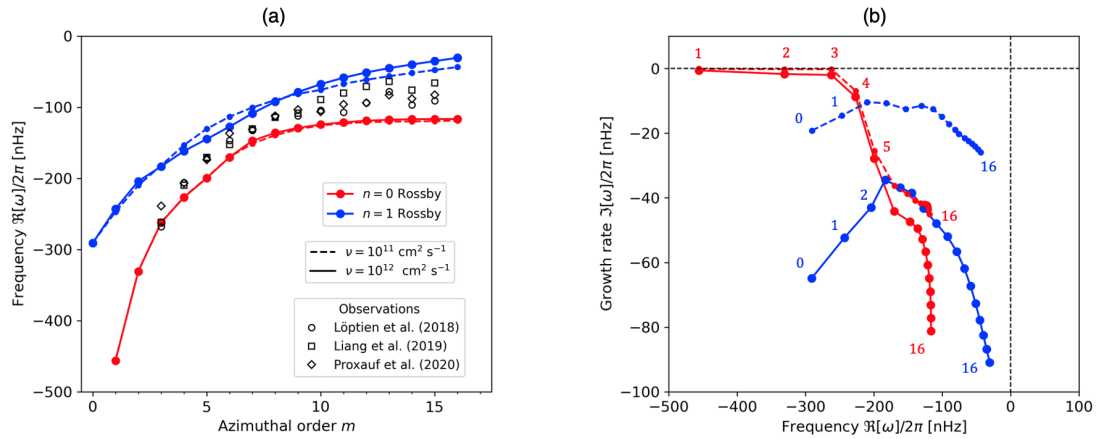 (a)
(b)
0
−100
−200
−300
−400
−500
Frequency ℜ[ω]/2π [nHz]
0
5
10
15
Azimuthal order m
n = 0 Rossby
n = 1 Rossby
ν = 10¹¹ cm² s⁻¹
ν = 10¹² cm² s⁻¹
Observations
Löptien et al. (2018)
Liang et al. (2019)
Proxauf et al. (2020)
0
−20
−40
−60
−80
−100
Growth rate ℑ[ω]/2π [nHz]
−500
−400
−300
−200
−100
0
100
Frequency ℜ[ω]/2π [nHz]
1
2
3
4
5
16
16
0
1
16
0
1
2
16